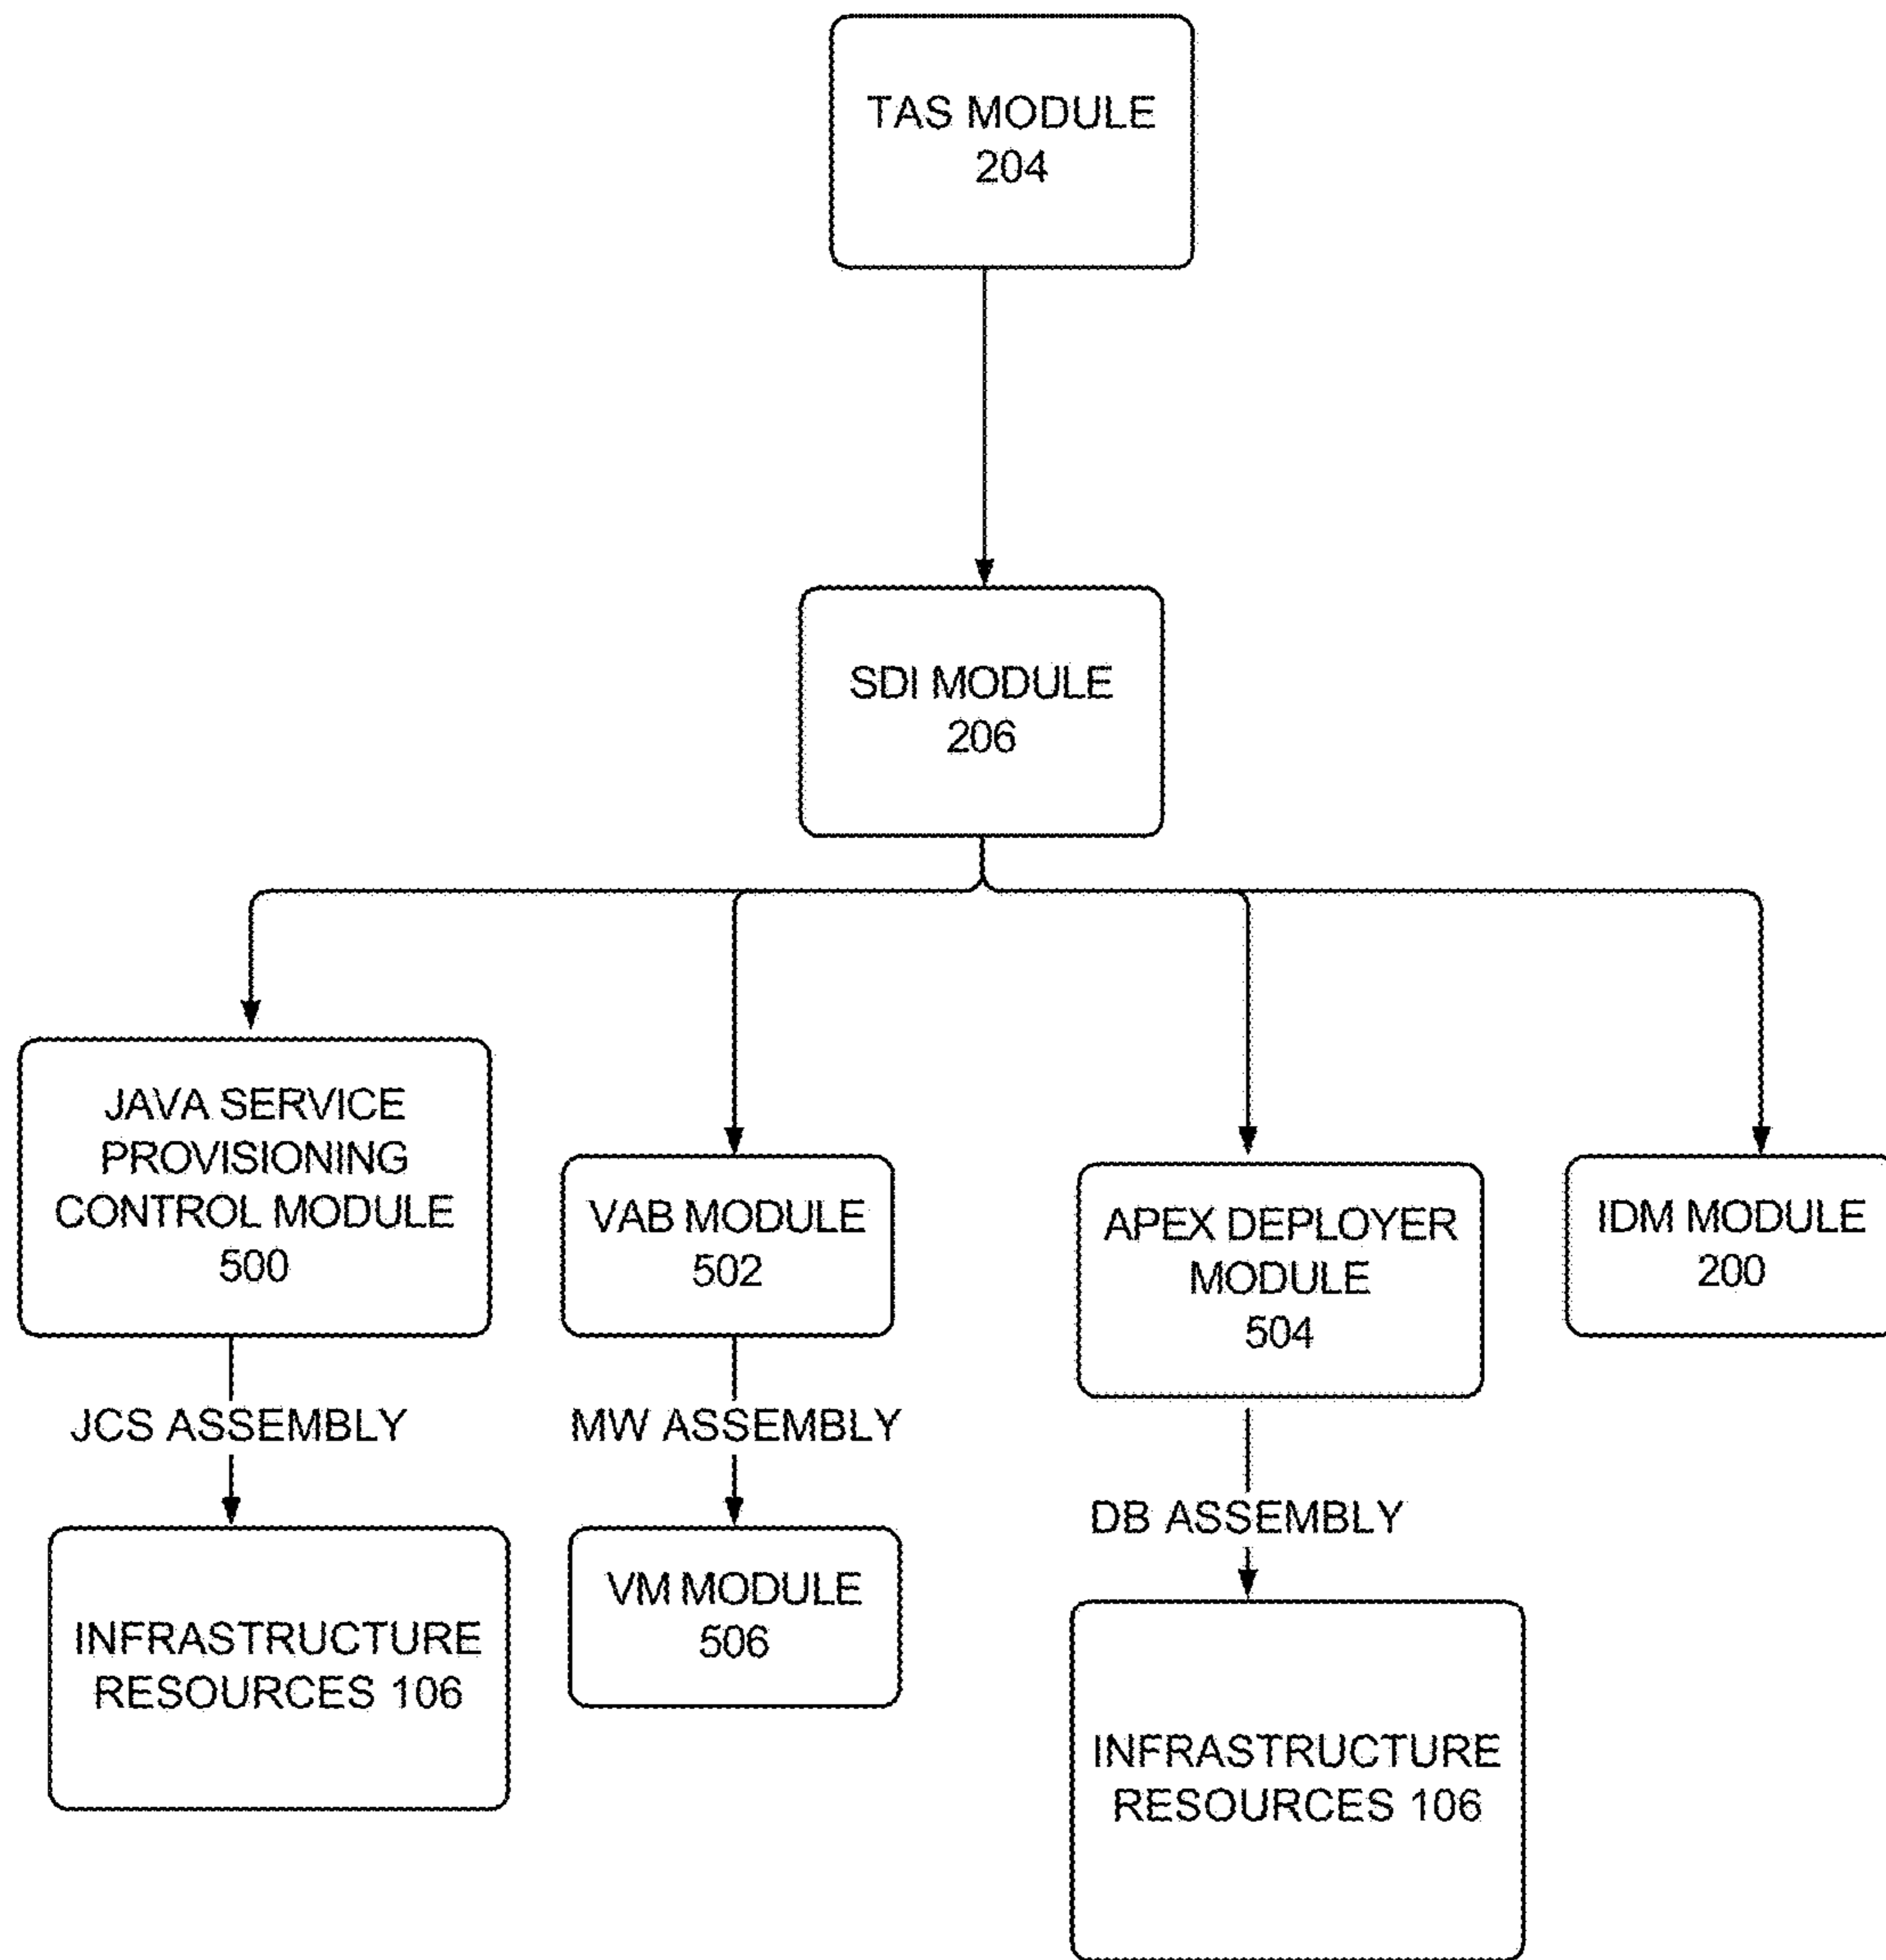 TAS MODULE
204
SDI MODULE
206
JAVA SERVICE
PROVISIONING
CONTROL MODULE
500
VAB MODULE
502
APEX DEPLOYER
MODULE
504
IDM MODULE
200
JCS ASSEMBLY
MW ASSEMBLY
DB ASSEMBLY
INFRASTRUCTURE
RESOURCES 106
VM MODULE
506
INFRASTRUCTURE
RESOURCES 106